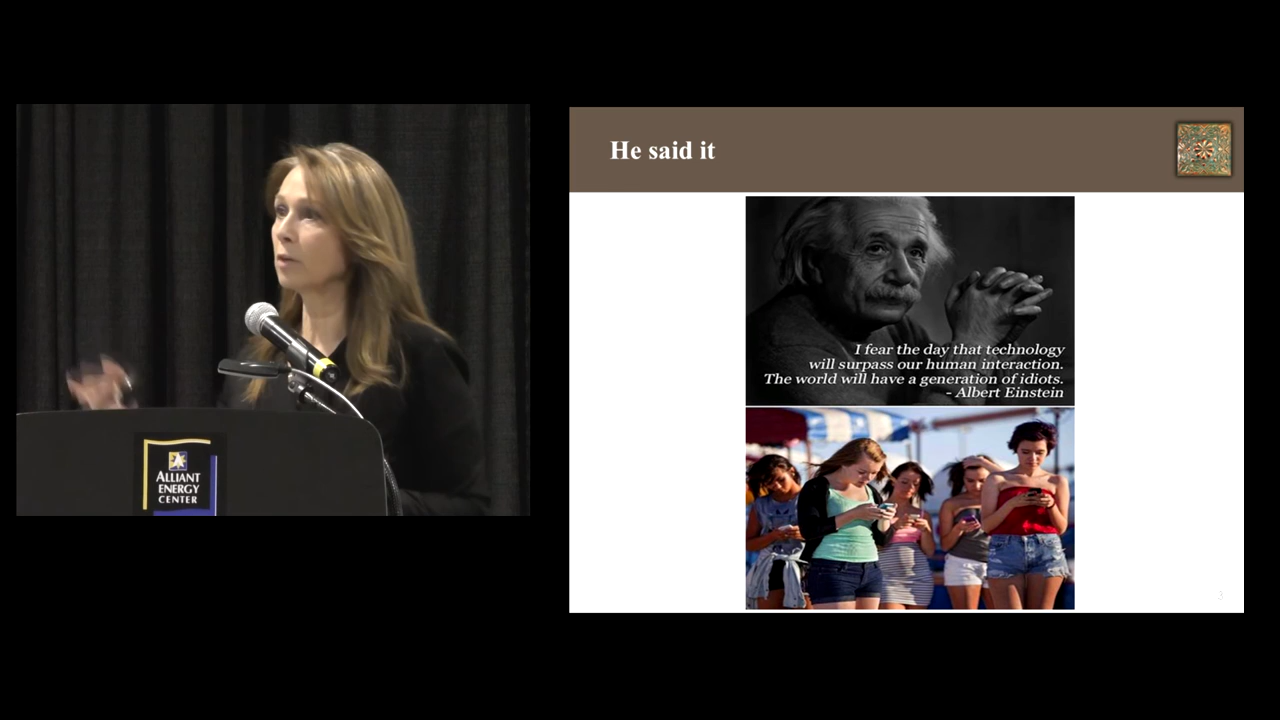 ALLIANT
ENERGY
CENTER
He said it
I fear the day that technology
will surpass our human interaction.
The world will have a generation of idiots.
- Albert Einstein
3